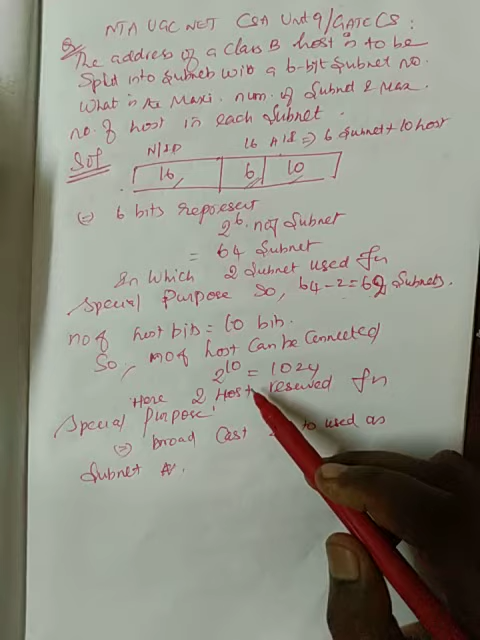 NTA UGC NET CSA Unit 9/GATE CS:
Q. The address of a class B host is to be
Split into Subnets with a 6-bit Subnet no.
What is the Maxi. num. of Subnet & Max.
no. of host in each Subnet.
16 bits => 6 Subnet + 10 host
Sol N/w ID
16 6 10
(=) 6 bits represent
2^6 no of Subnet
= 64 Subnet
In which 2 Subnet used for
Special Purpose So, 64-2=62 Subnets.
no of host bits = 10 bits.
So, no of host Can be Connected
2^10 = 1024
Here 2 Host reserved for
Special Purpose.
=> broad Cast to used as
Subnet